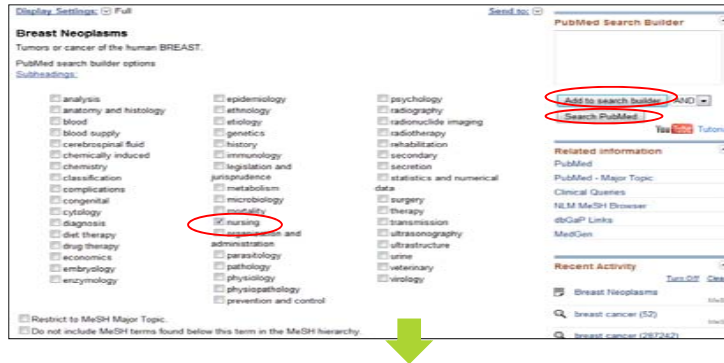 Display Settings: Full
Send to:
Breast Neoplasms
Tumors or cancer of the human BREAST.
PubMed search builder options
Subheadings:
analysis
anatomy and histology
blood
blood supply
cerebrospinal fluid
chemically induced
chemistry
classification
complications
congenital
cytology
diagnosis
diet therapy
drug therapy
economics
embryology
enzymology
epidemiology
ethnology
etiology
genetics
history
immunology
legislation and
jurisprudence
metabolism
microbiology
mortality
nursing
organization and
administration
parasitology
pathology
physiology
physiopathology
prevention and control
psychology
radiography
radionuclide imaging
radiotherapy
rehabilitation
secondary
secretion
statistics and numerical
data
surgery
therapy
transmission
ultrasonography
ultrastructure
urine
veterinary
virology
Restrict to MeSH Major Topic.
Do not include MeSH terms found below this term in the MeSH hierarchy.
PubMed Search Builder
Add to search builder AND
Search PubMed
You Tube Tutori
Related information
PubMed
PubMed - Major Topic
Clinical Queries
NLM MeSH Browser
dbGaP Links
MedGen
Recent Activity
Turn Off Clea
Breast Neoplasms
breast cancer (52)
breast cancer (287242)